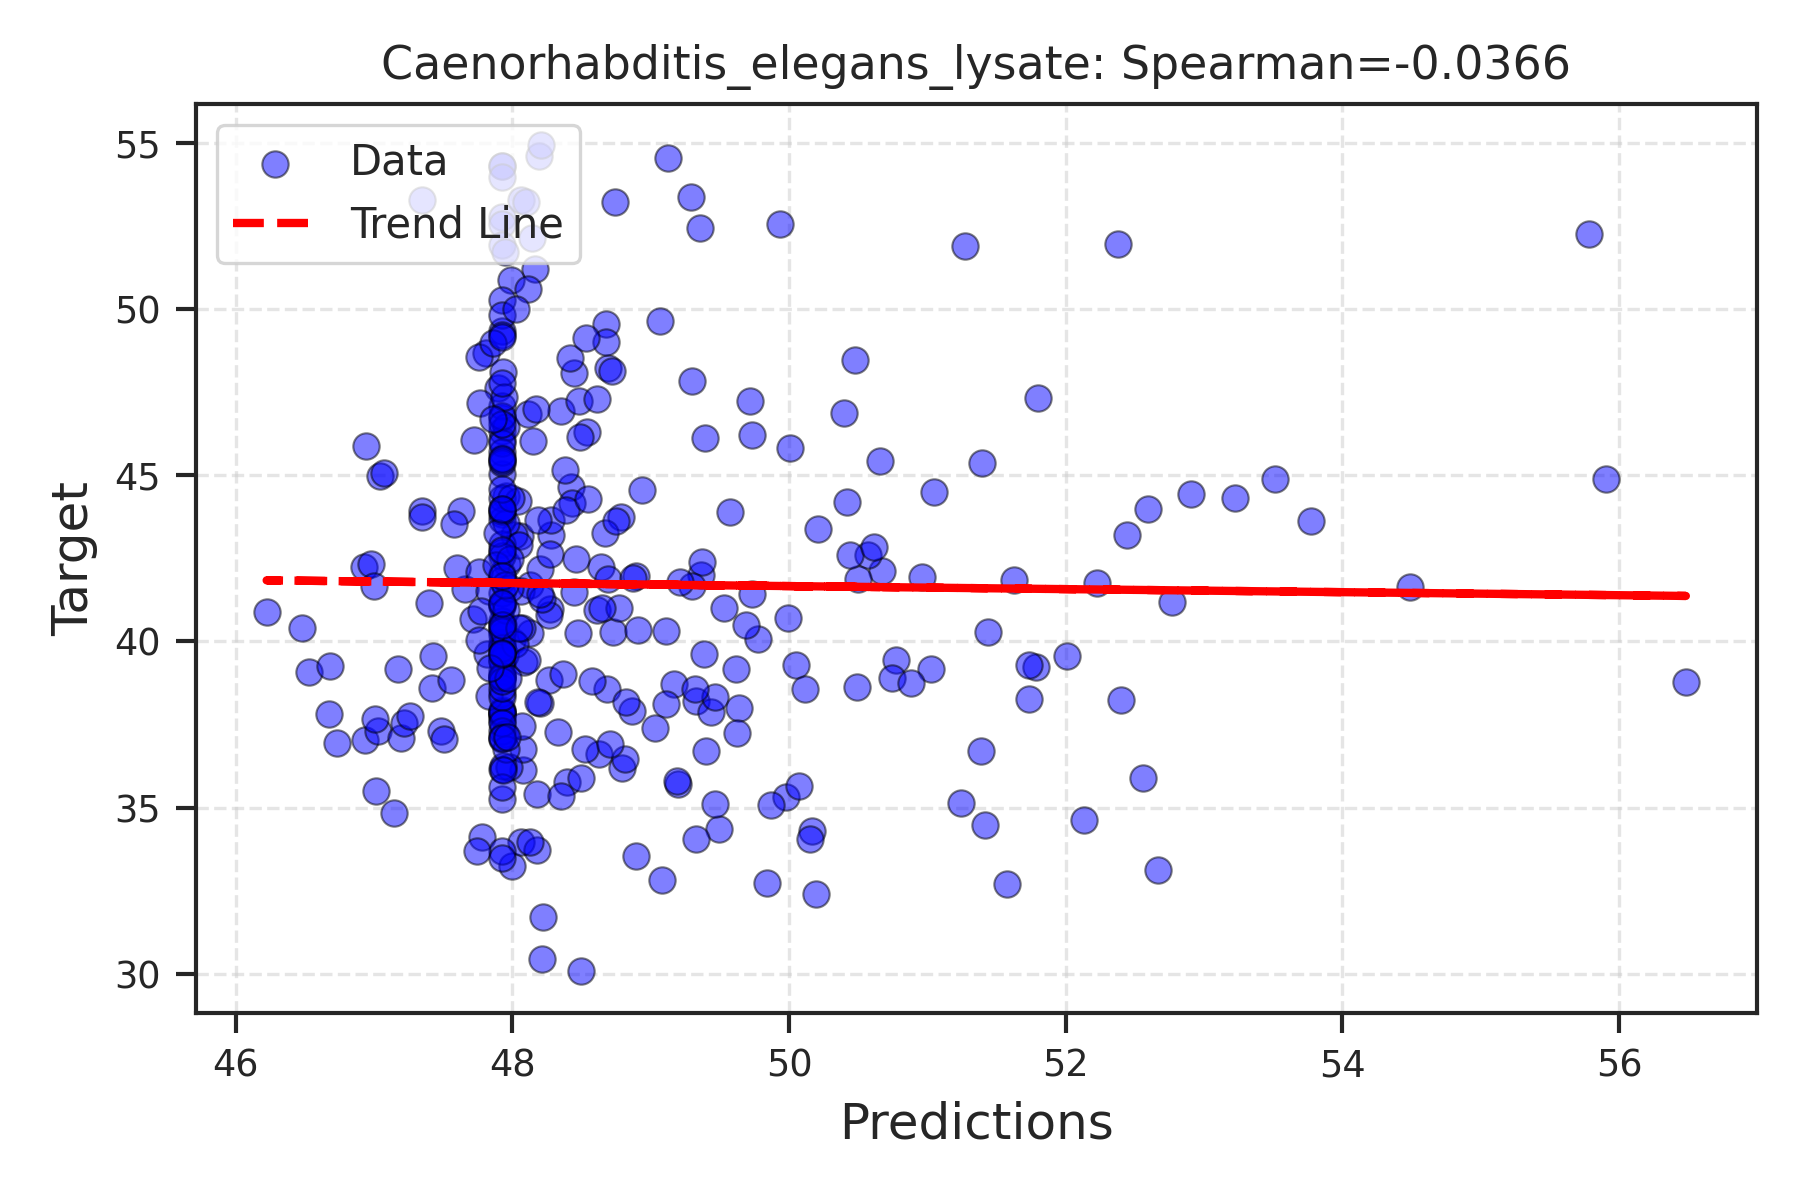 Caenorhabditis_elegans_lysate: Spearman=-0.0366
Data
Trend Line
Target
55
50
45
40
35
30
46 48 50 52 54 56
Predictions